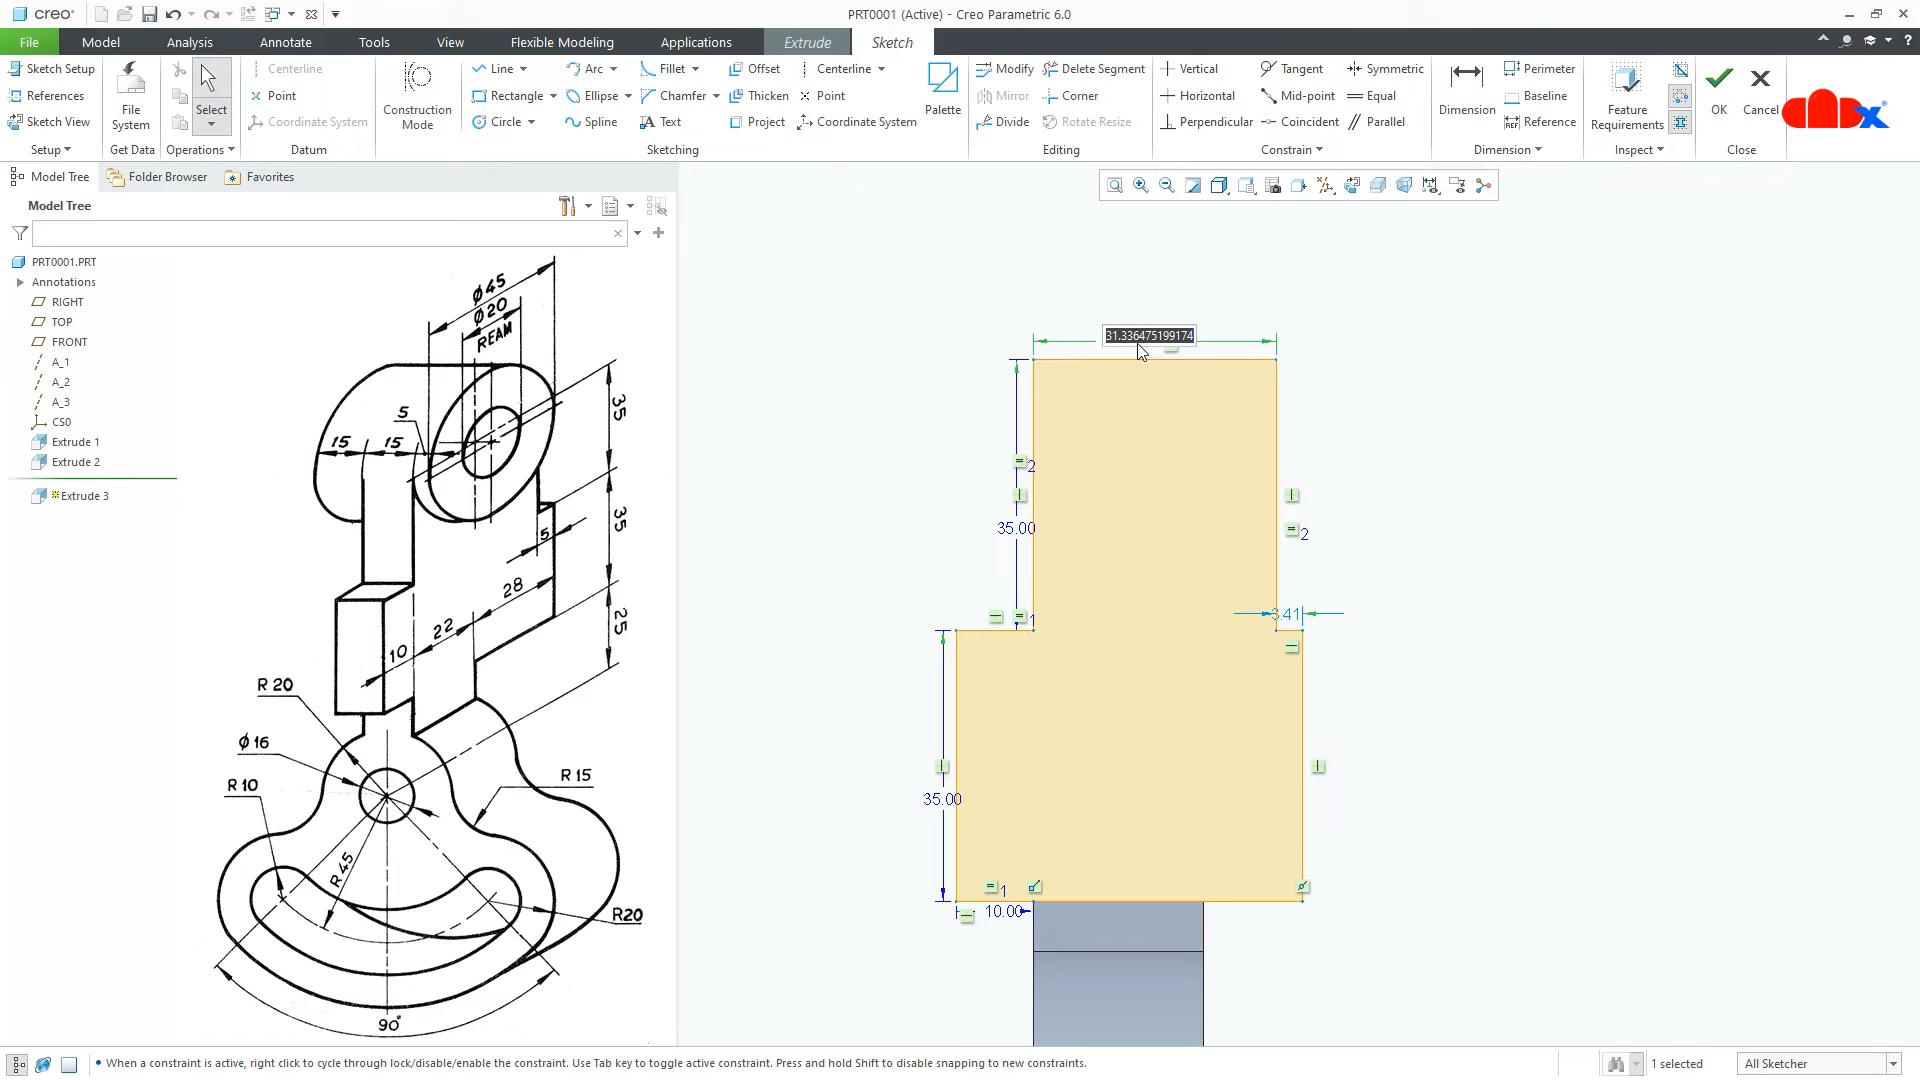 creo
PRT0001 (Active) - Creo Parametric 6.0
File Model Analysis Annotate Tools View Flexible Modeling Applications Extrude Sketch
Sketch Setup
References
Sketch View
Setup
File System
Get Data
Select
Operations
Centerline
Point
Coordinate System
Datum
Construction Mode
Line Arc Fillet Offset Centerline
Rectangle Ellipse Chamfer Thicken Point
Circle Spline Text Project Coordinate System
Palette
Sketching
Modify Delete Segment
Mirror Corner
Divide Rotate Resize
Editing
Vertical Tangent Symmetric
Horizontal Mid-point Equal
Perpendicular Coincident Parallel
Constrain
Dimension
Perimeter
Baseline
Reference
Dimension
Feature Requirements
Inspect
OK
Cancel
Close
Model Tree Folder Browser Favorites
Model Tree
PRT0001.PRT
Annotations
RIGHT
TOP
FRONT
A_1
A_2
A_3
CS0
Extrude 1
Extrude 2
Extrude 3
ϕ45
ϕ20
REAM
5
15 15
35
35
5
28
25
22
10
R 20
ϕ 16
R 10
R 15
R 45
R20
90°
31.336475199174
2
35.00
2
1
3.41
35.00
1
10.00
When a constraint is active, right click to cycle through lock/disable/enable the constraint. Use Tab key to toggle active constraint. Press and hold Shift to disable snapping to new constraints.
1 selected
All Sketcher